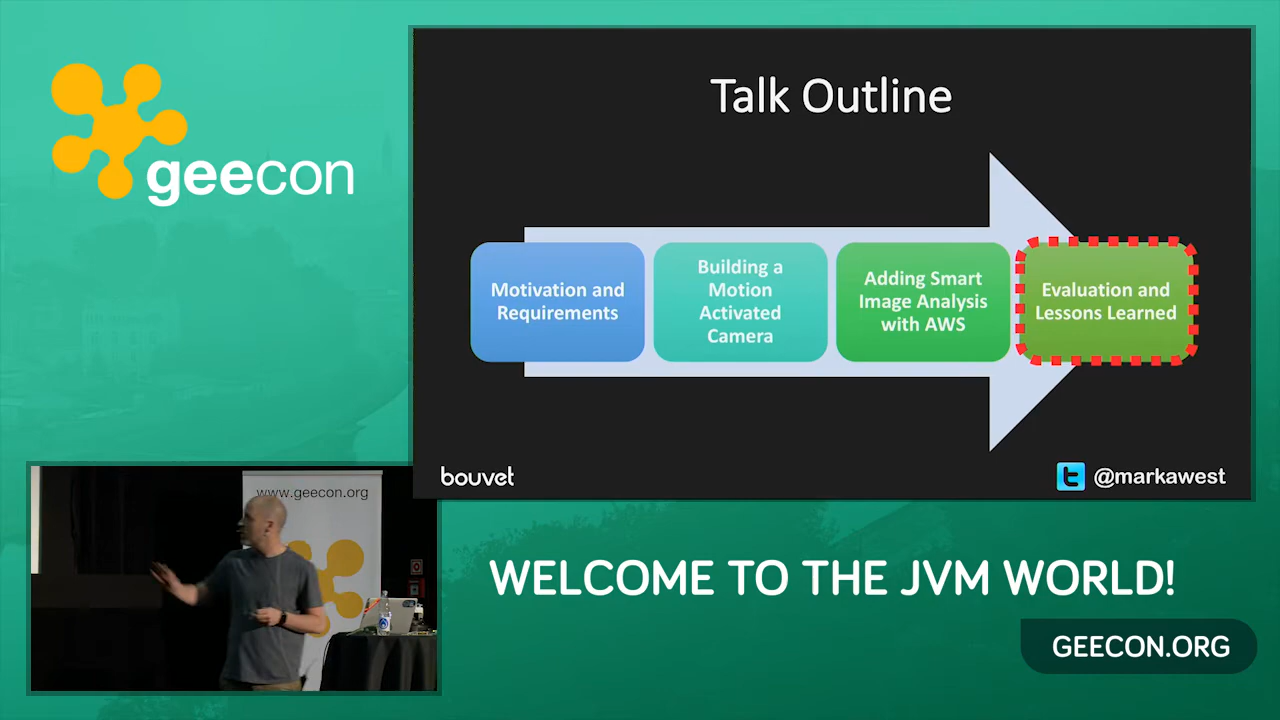 geecon
Talk Outline
Motivation and
Requirements
Building a
Motion
Activated
Camera
Adding Smart
Image Analysis
with AWS
Evaluation and
Lessons Learned
bouvet
@markawest
www.geecon.org
WELCOME TO THE JVM WORLD!
GEECON.ORG